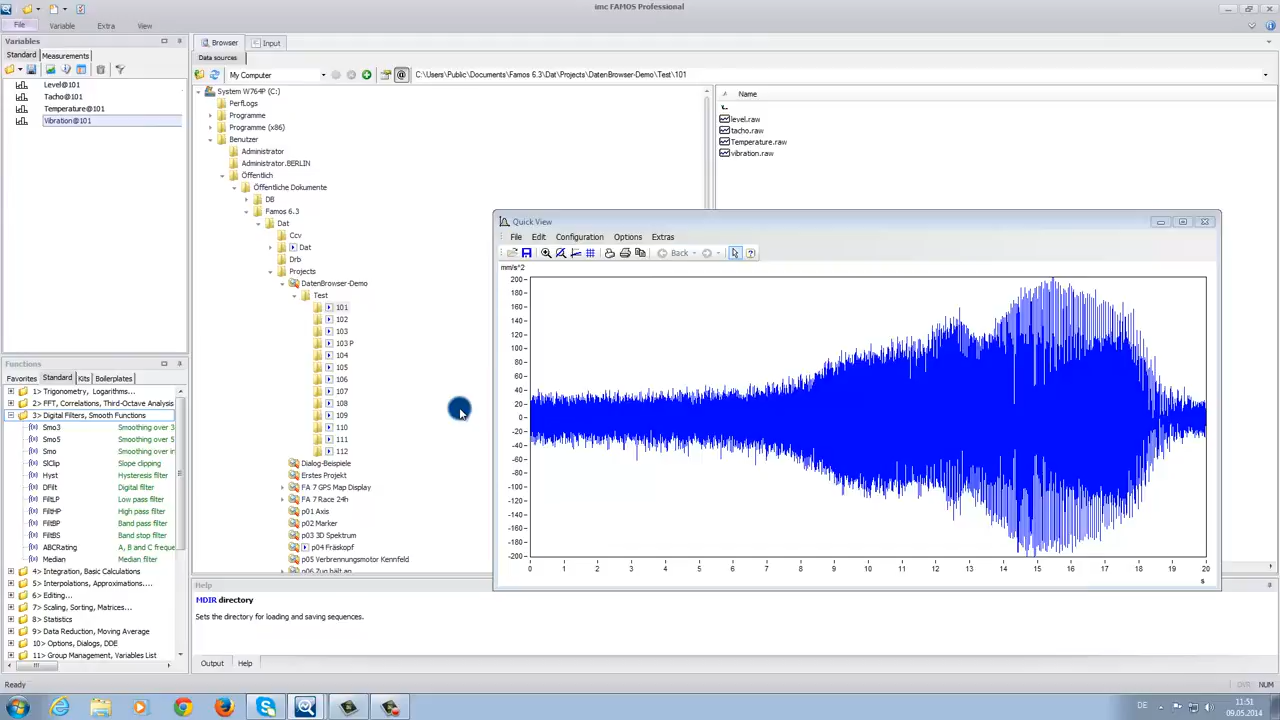 imc FAMOS Professional
File Variable Extra View
Variables
Standard Measurements
Level@101
Tacho@101
Temperature@101
Vibration@101
Browser Input
Data sources
My Computer
C:\Users\Public\Documents\Famos 6.3\Dat\Projects\DatenBrowser-Demo\Test\101
System W764P (C:)
PerfLogs
Programme
Programme (x86)
Benutzer
Administrator
Administrator.BERLIN
Öffentlich
Öffentliche Dokumente
DB
Famos 6.3
Dat
Ccv
Dat
Drb
Projects
DatenBrowser-Demo
Test
101
102
103
103 P
104
105
106
107
108
109
110
111
112
Dialog-Beispiele
Erstes Projekt
FA 7 GPS Map Display
FA 7 Race 24h
p01 Axis
p02 Marker
p03 3D Spektrum
p04 Fräskopf
p05 Verbrennungsmotor Kennfeld
p06 Zun hält an
Name
level.raw
tacho.raw
Temperature.raw
vibration.raw
Quick View
File Edit Configuration Options Extras
Back
mm/s^2
200
180
160
140
120
100
80
60
40
20
0
-20
-40
-60
-80
-100
-120
-140
-160
-180
-200
0 1 2 3 4 5 6 7 8 9 10 11 12 13 14 15 16 17 18 19 20
s
Functions
Favorites Standard Kits Boilerplates
1> Trigonometry, Logarithms...
2> FFT, Correlations, Third-Octave Analysis
3> Digital Filters, Smooth Functions
Smo3 Smoothing over 3
Smo5 Smoothing over 5
Smo Smoothing over in
SlClip Slope clipping
Hyst Hysteresis filter
DFilt Digital filter
FiltLP Low pass filter
FiltHP High pass filter
FiltBP Band pass filter
FiltBS Band stop filter
ABCRating A, B and C freque
Median Median filter
4> Integration, Basic Calculations
5> Interpolations, Approximations....
6> Editing...
7> Scaling, Sorting, Matrices...
8> Statistics
9> Data Reduction, Moving Average
10> Options, Dialogs, DDE
11> Group Management, Variables List
Help
MDIR directory
Sets the directory for loading and saving sequences.
Output Help
Ready
OVR NUM
DE
11:51
09.05.2014